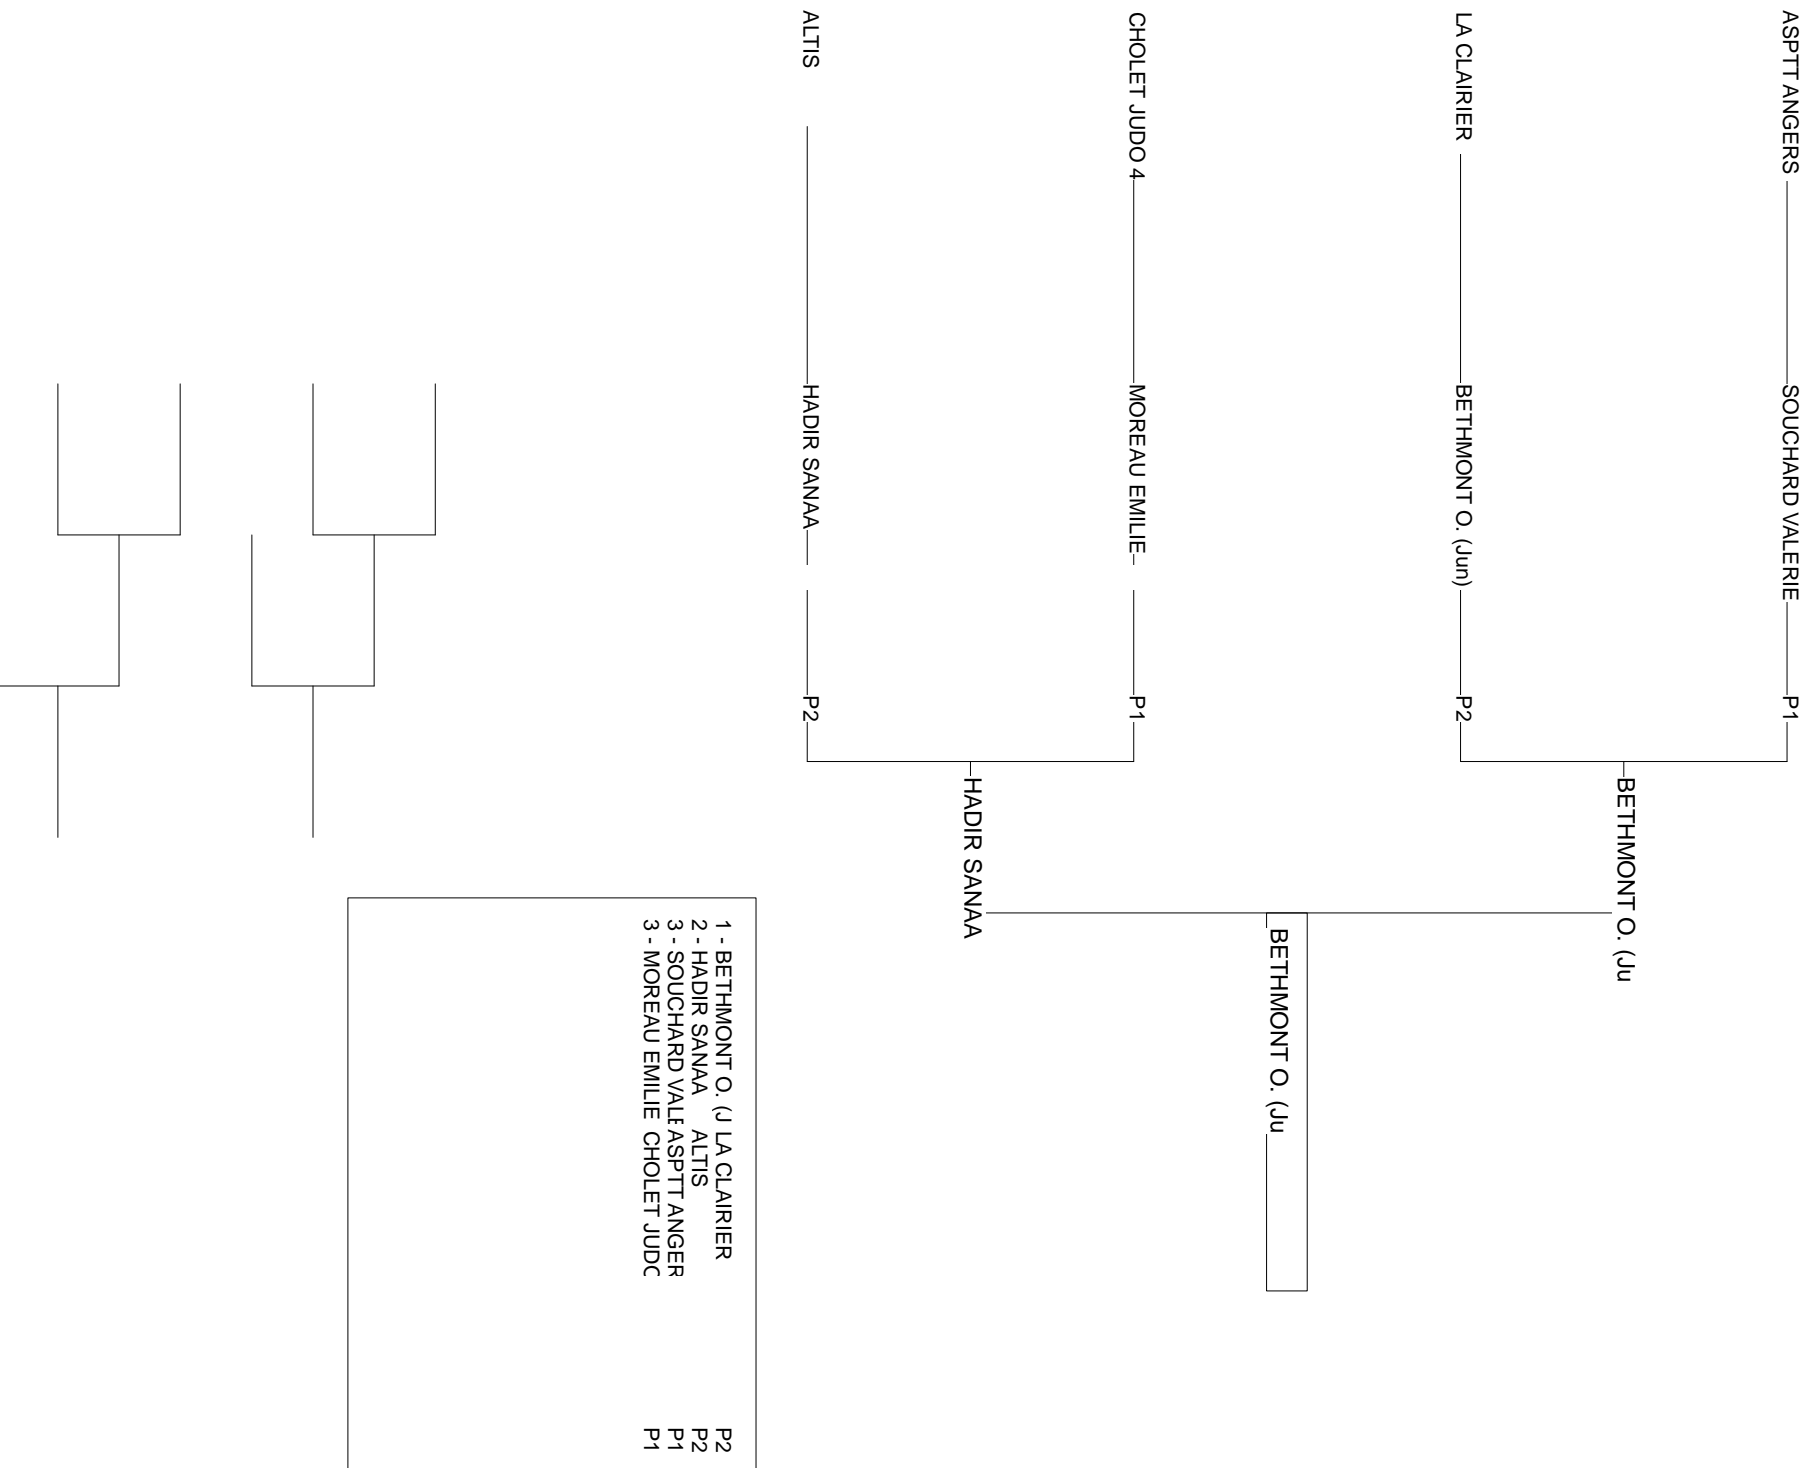 ASPTT ANGERS SOUCHARD VALERIE P1
BETHMONT O. (Ju
LA CLAIRIER BETHMONT O. (Jun) P2
BETHMONT O. (Ju
CHOLET JUDO 4 MOREAU EMILIE P1
HADIR SANAA
ALTIS HADIR SANAA P2
1 - BETHMONT O. (J LA CLAIRIER P2
2 - HADIR SANAA ALTIS P2
3 - SOUCHARD VALE ASPTT ANGER P1
3 - MOREAU EMILIE CHOLET JUDO P1